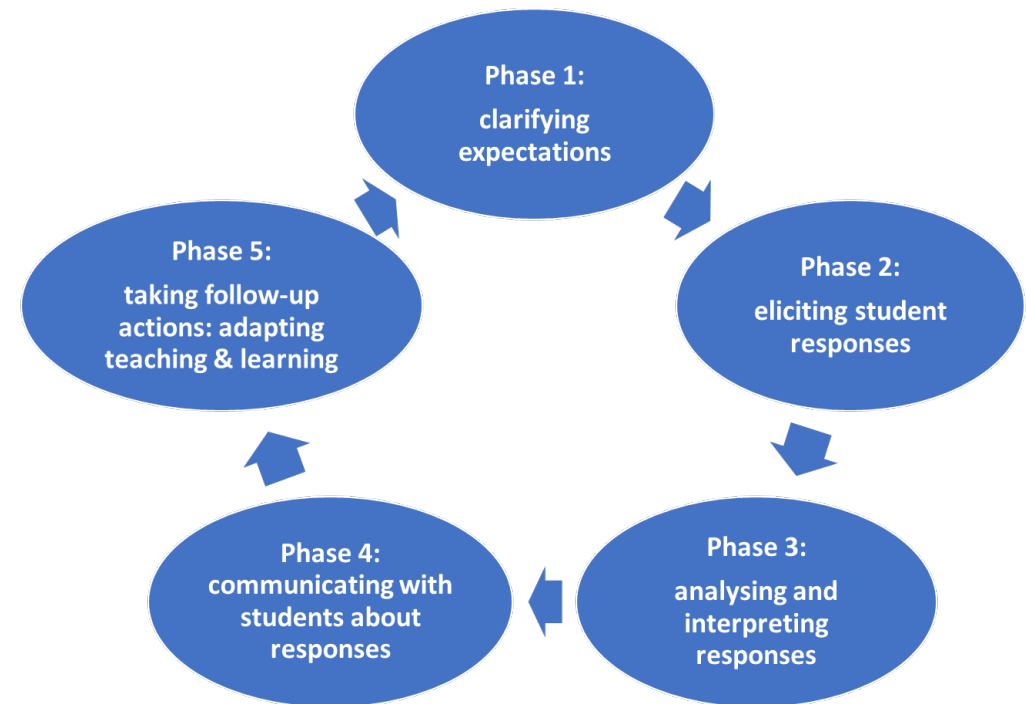 Phase 1:
clarifying
expectations
Phase 2:
eliciting student
responses
Phase 3:
analysing and
interpreting
responses
Phase 4:
communicating with
students about
responses
Phase 5:
taking follow-up
actions: adapting
teaching & learning